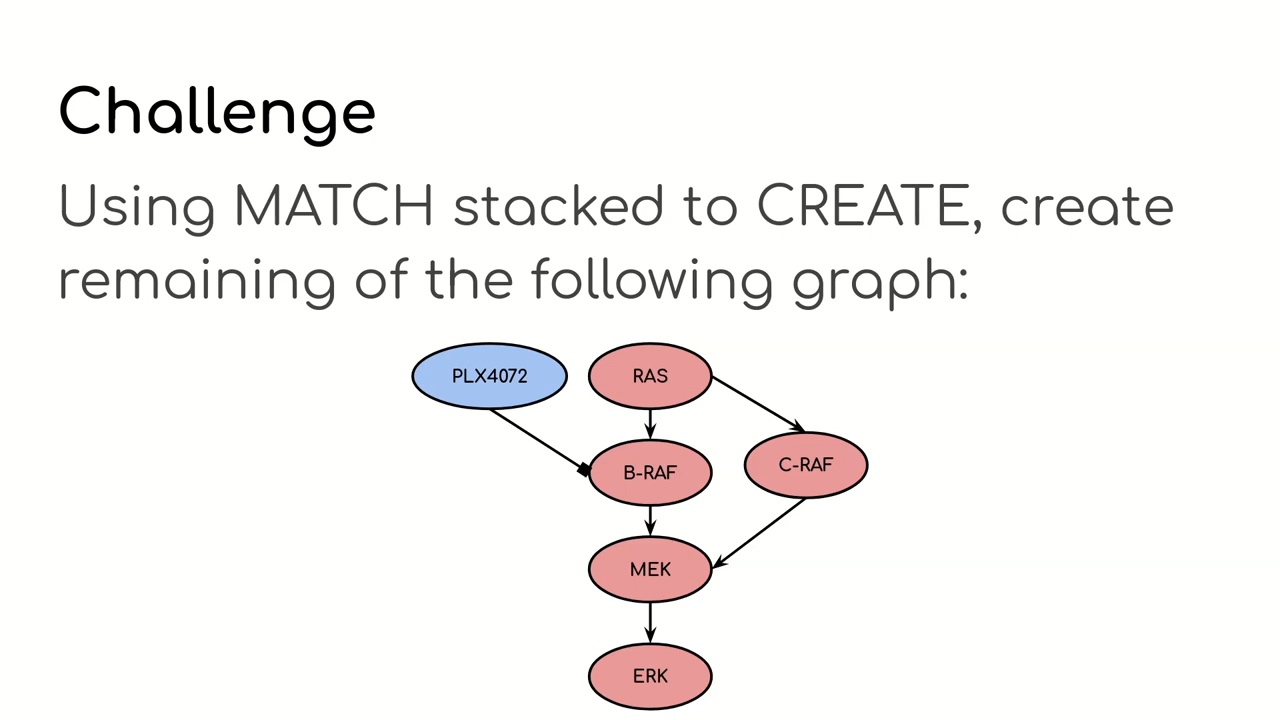 Challenge
Using MATCH stacked to CREATE, create
remaining of the following graph:
PLX4072
RAS
B-RAF
C-RAF
MEK
ERK